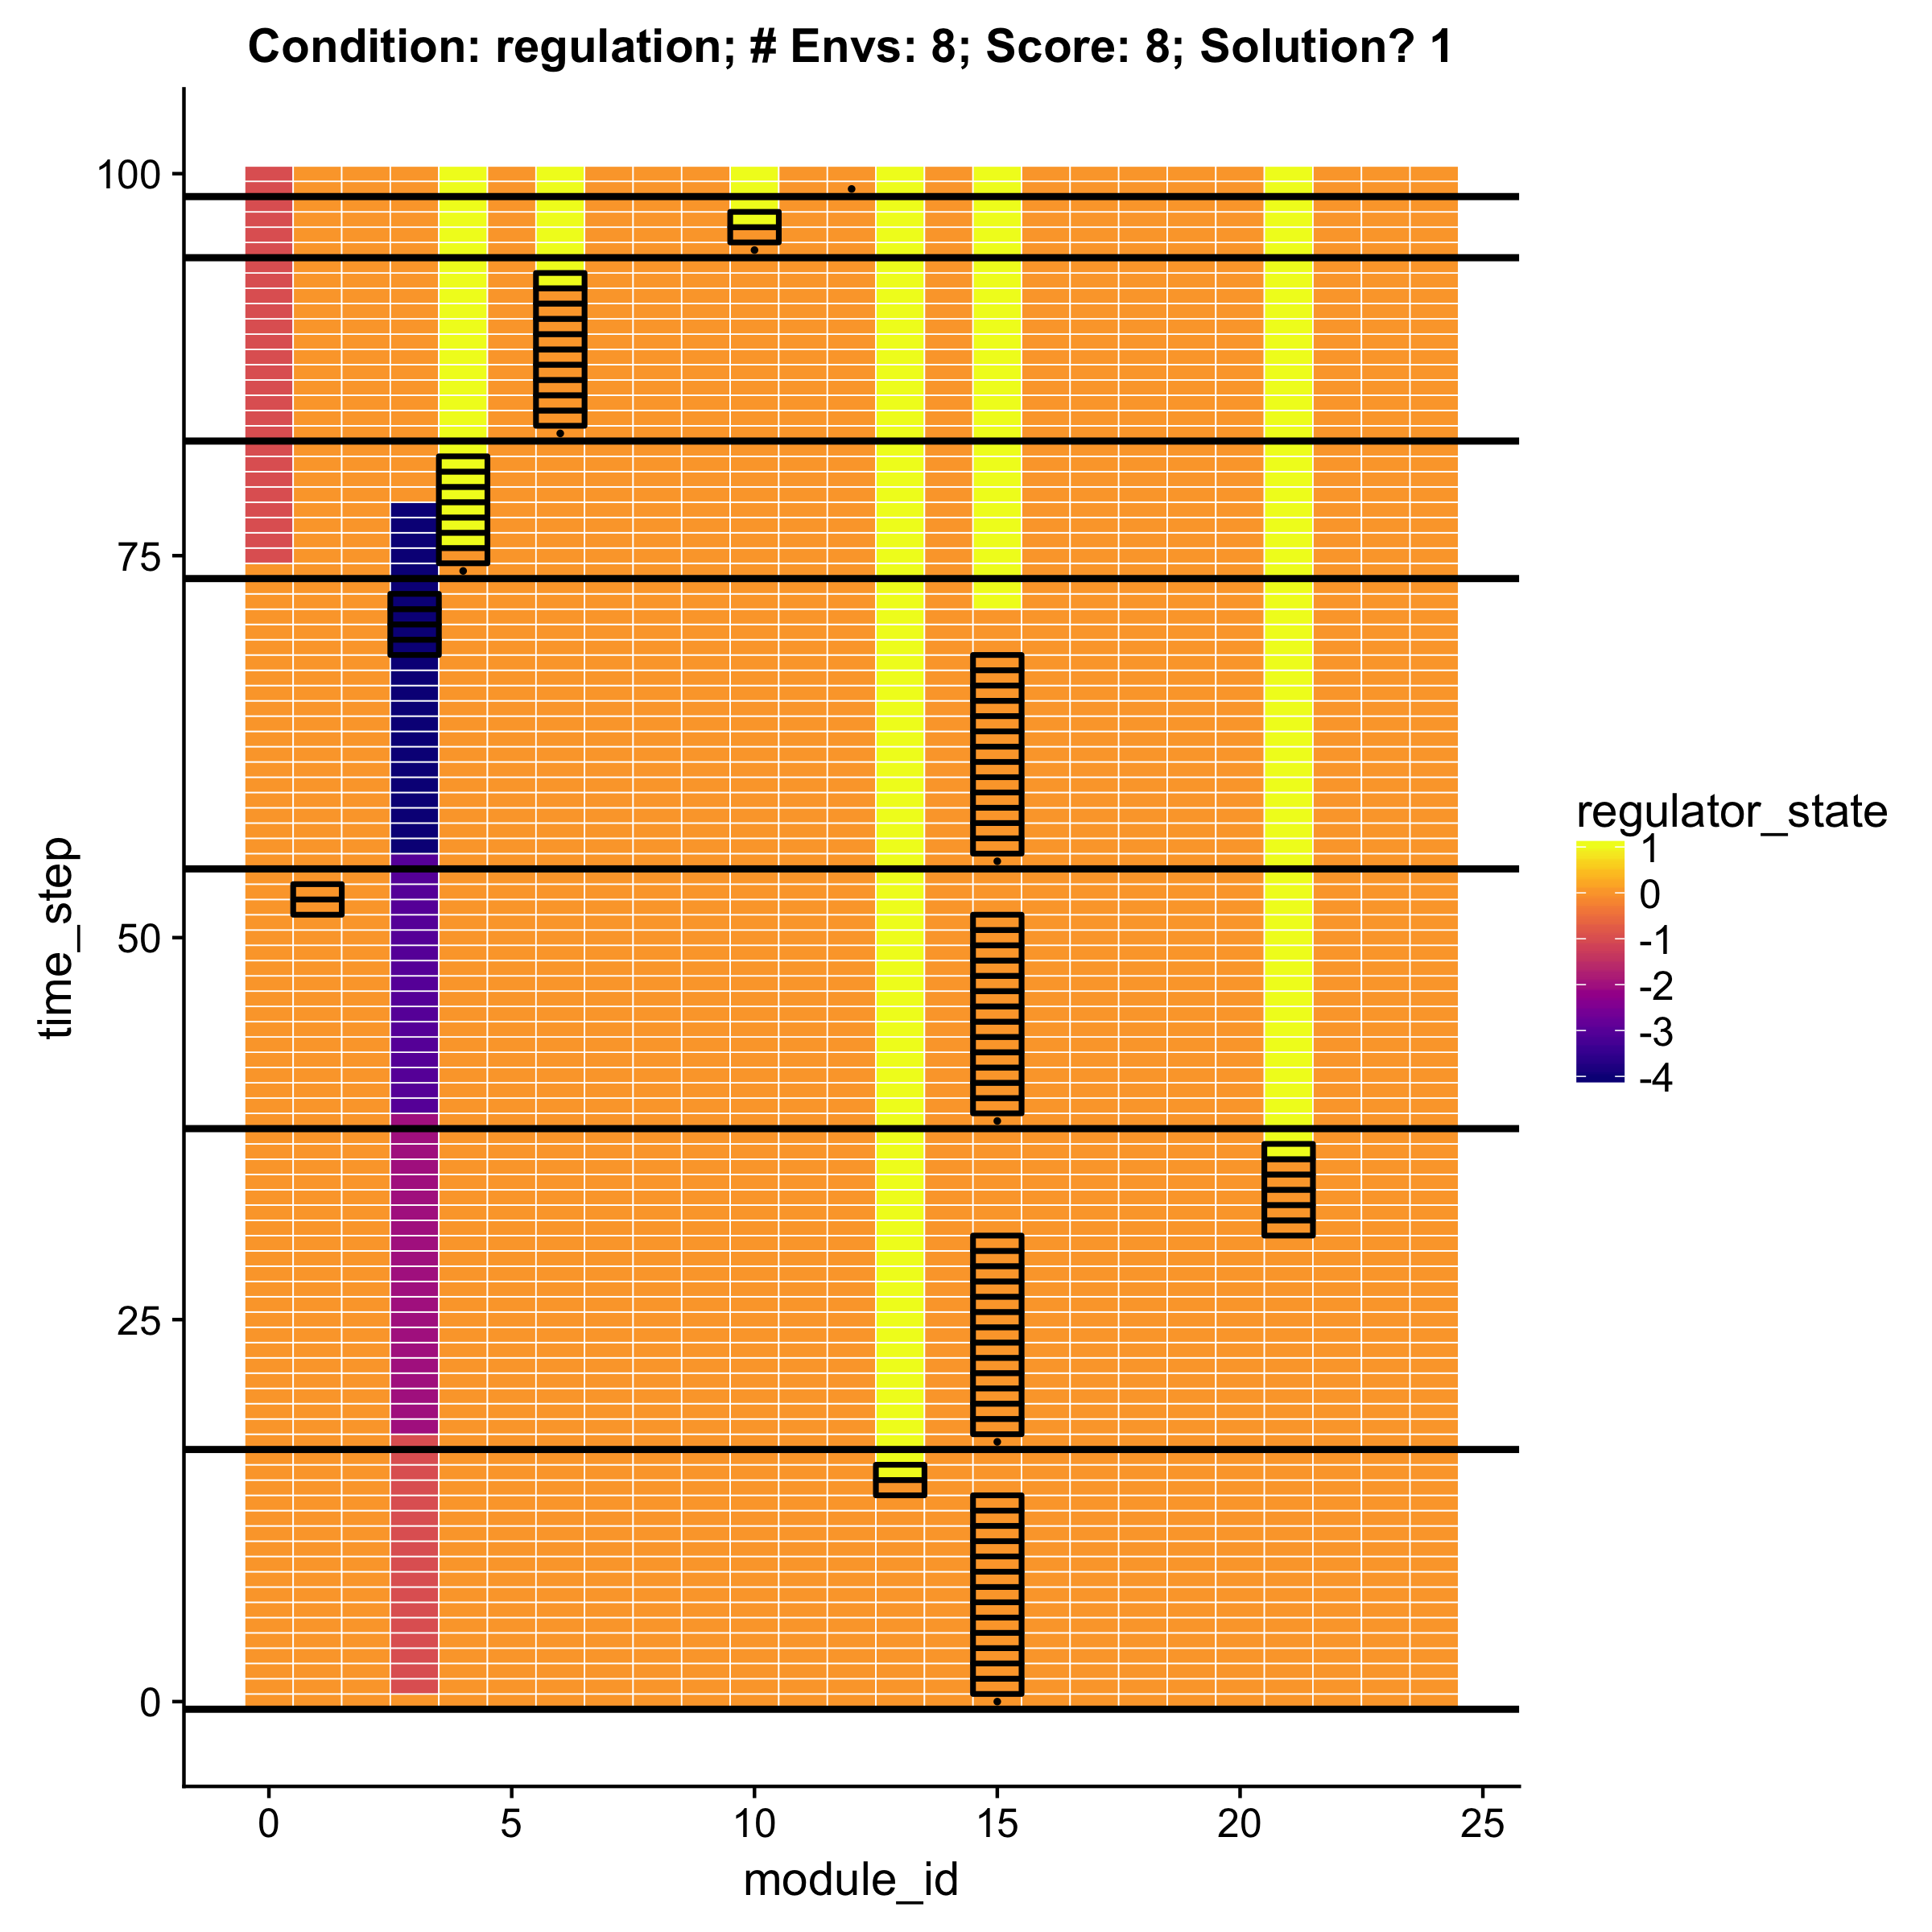 Condition: regulation; # Envs: 8; Score: 8; Solution? 1
100
75
50
25
0
time_step
0 5 10 15 20 25
module_id
regulator_state
1
0
-1
-2
-3
-4